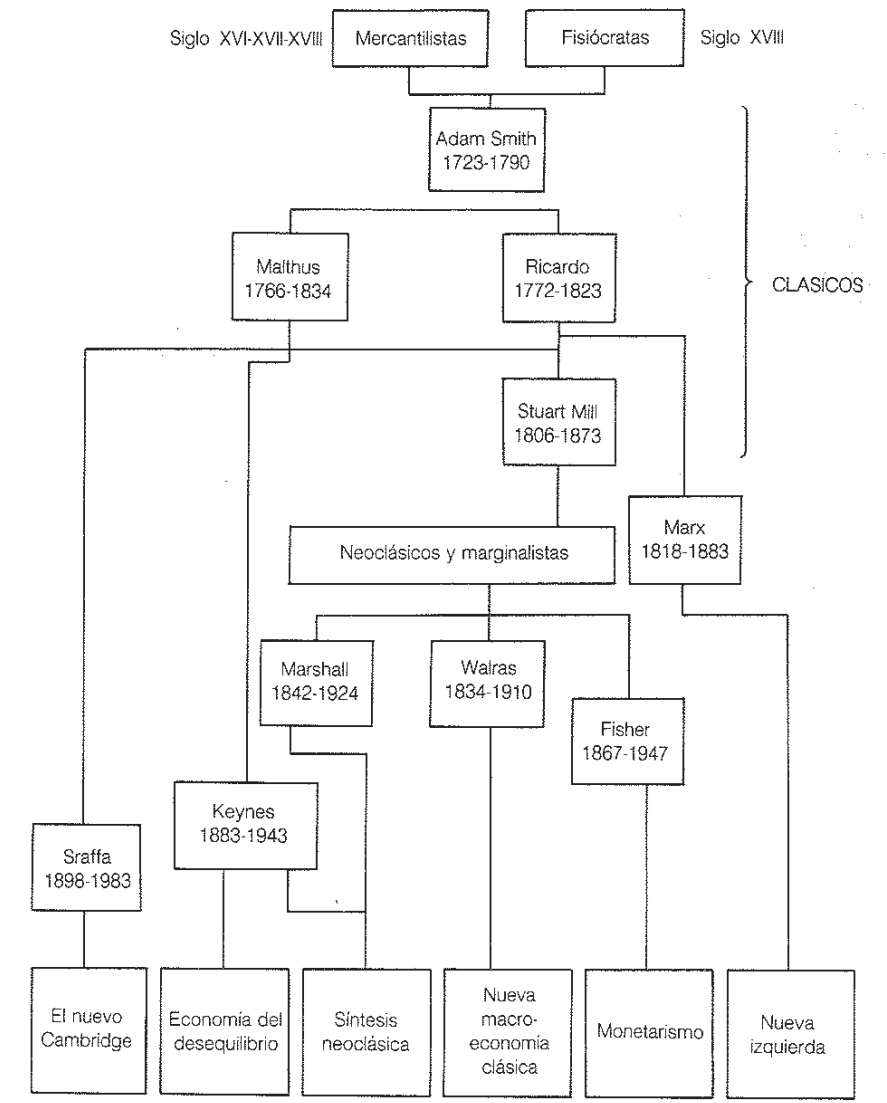 Siglo XVI-XVII-XVIII
Mercantilistas
Fisiócratas
Siglo XVIII
Adam Smith
1723-1790
Malthus
1766-1834
Ricardo
1772-1823
CLASICOS
Stuart Mill
1806-1873
Neoclásicos y marginalistas
Marx
1818-1883
Marshall
1842-1924
Walras
1834-1910
Fisher
1867-1947
Keynes
1883-1943
Sraffa
1898-1983
El nuevo
Cambridge
Economía del
desequilibrio
Síntesis
neoclásica
Nueva
macro-
economía
clásica
Monetarismo
Nueva
izquierda